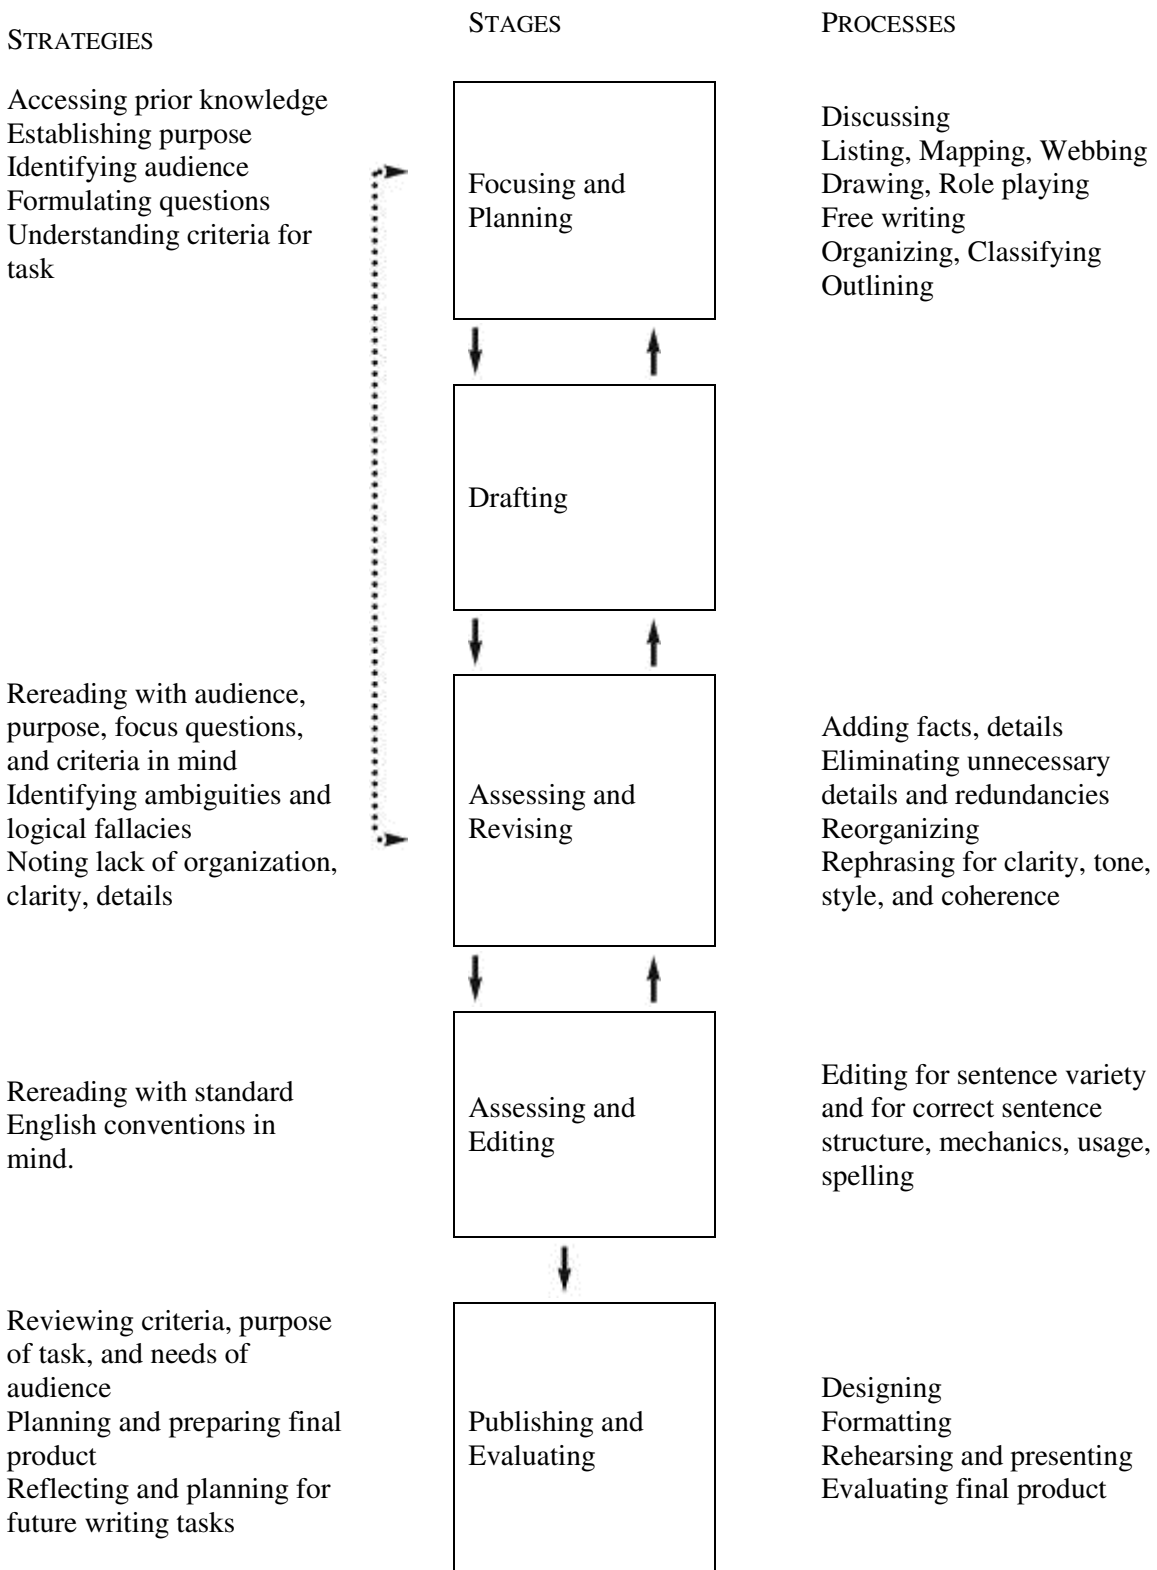 STRATEGIES
STAGES
PROCESSES
Accessing prior knowledge
Establishing purpose
Identifying audience
Formulating questions
Understanding criteria for
task
Focusing and
Planning
Discussing
Listing, Mapping, Webbing
Drawing, Role playing
Free writing
Organizing, Classifying
Outlining
Drafting
Rereading with audience,
purpose, focus questions,
and criteria in mind
Identifying ambiguities and
logical fallacies
Noting lack of organization,
clarity, details
Assessing and
Revising
Adding facts, details
Eliminating unnecessary
details and redundancies
Reorganizing
Rephrasing for clarity, tone,
style, and coherence
Rereading with standard
English conventions in
mind.
Assessing and
Editing
Editing for sentence variety
and for correct sentence
structure, mechanics, usage,
spelling
Reviewing criteria, purpose
of task, and needs of
audience
Planning and preparing final
product
Reflecting and planning for
future writing tasks
Publishing and
Evaluating
Designing
Formatting
Rehearsing and presenting
Evaluating final product